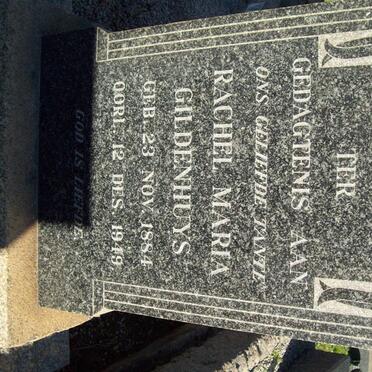 TER
GEDAGTENIS AAN
ONS GELIEFDE TANTE
RACHEL MARIA
GILDENHUYS
GEB. 23 NOV. 1884
OORL. 12 DES. 1949
GOD IS LIEFDE